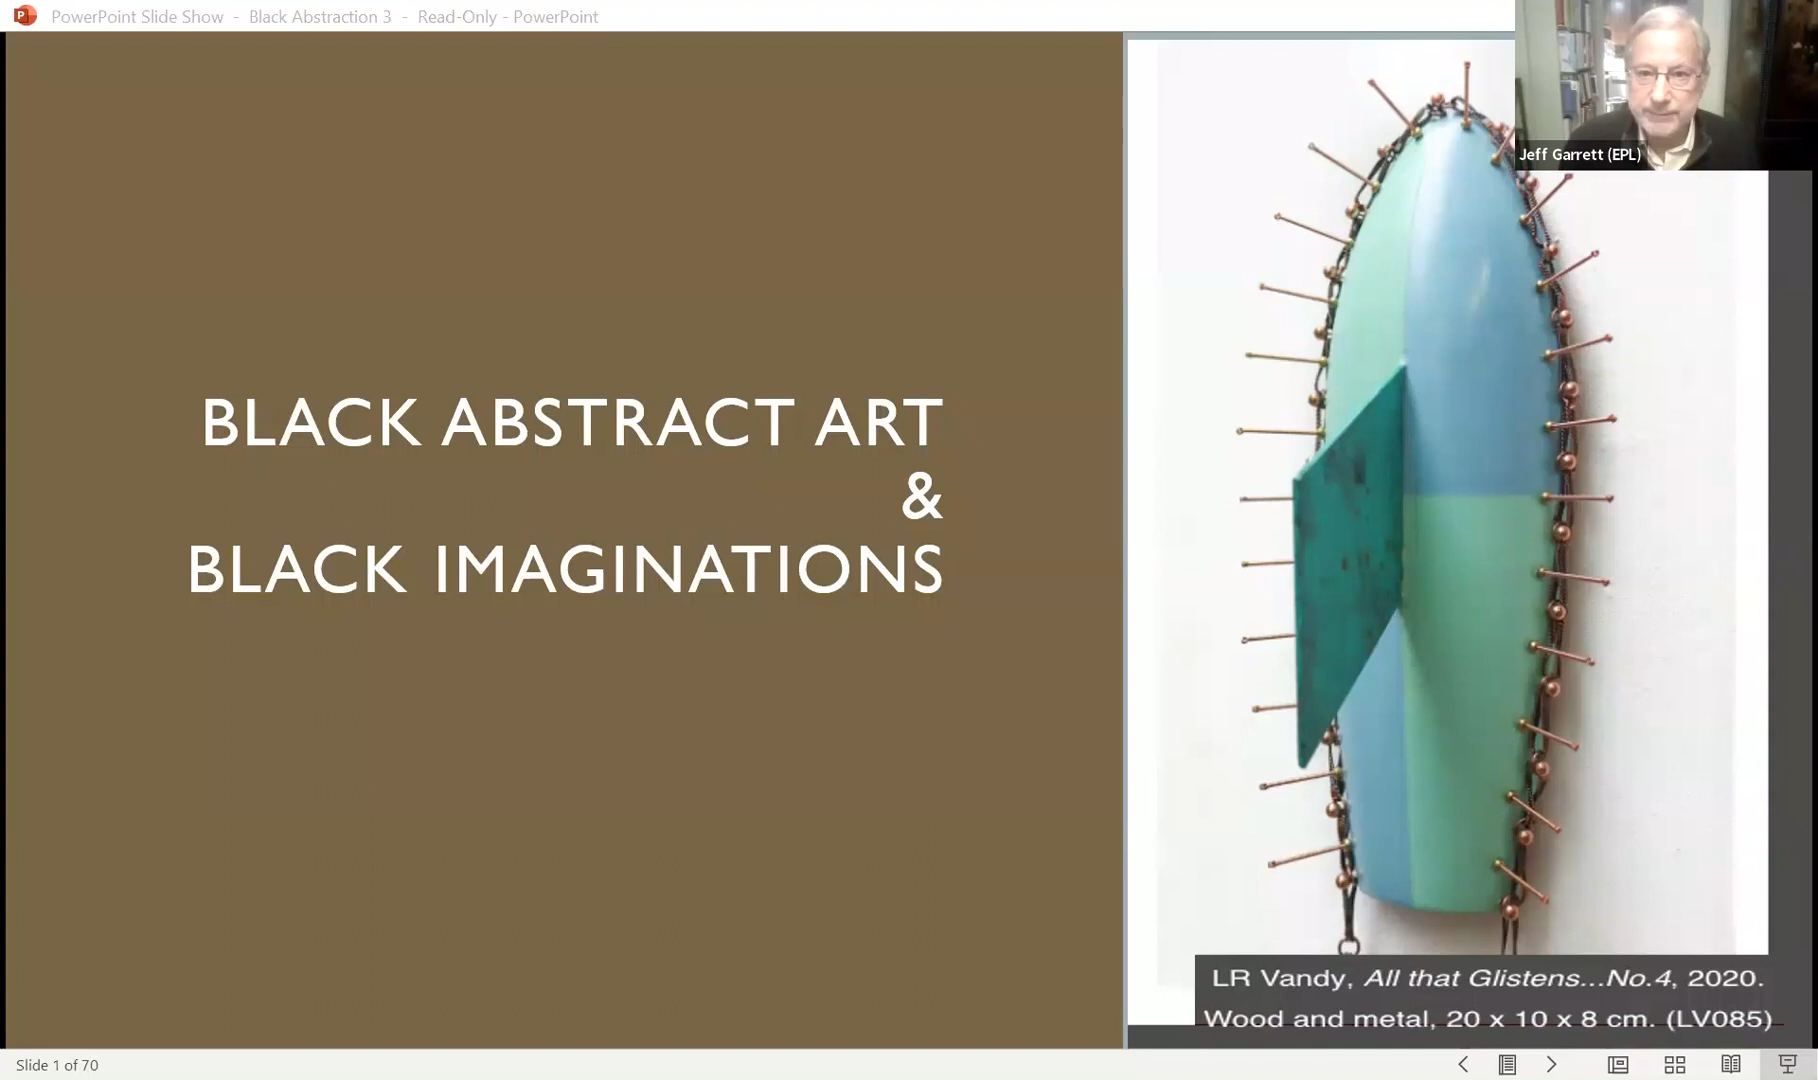 PowerPoint Slide Show - Black Abstraction 3 - Read-Only - PowerPoint
Jeff Garrett (EPL)
BLACK ABSTRACT ART
&
BLACK IMAGINATIONS
LR Vandy, All that Glistens...No.4, 2020.
Wood and metal, 20 x 10 x 8 cm. (LV085)
Slide 1 of 70